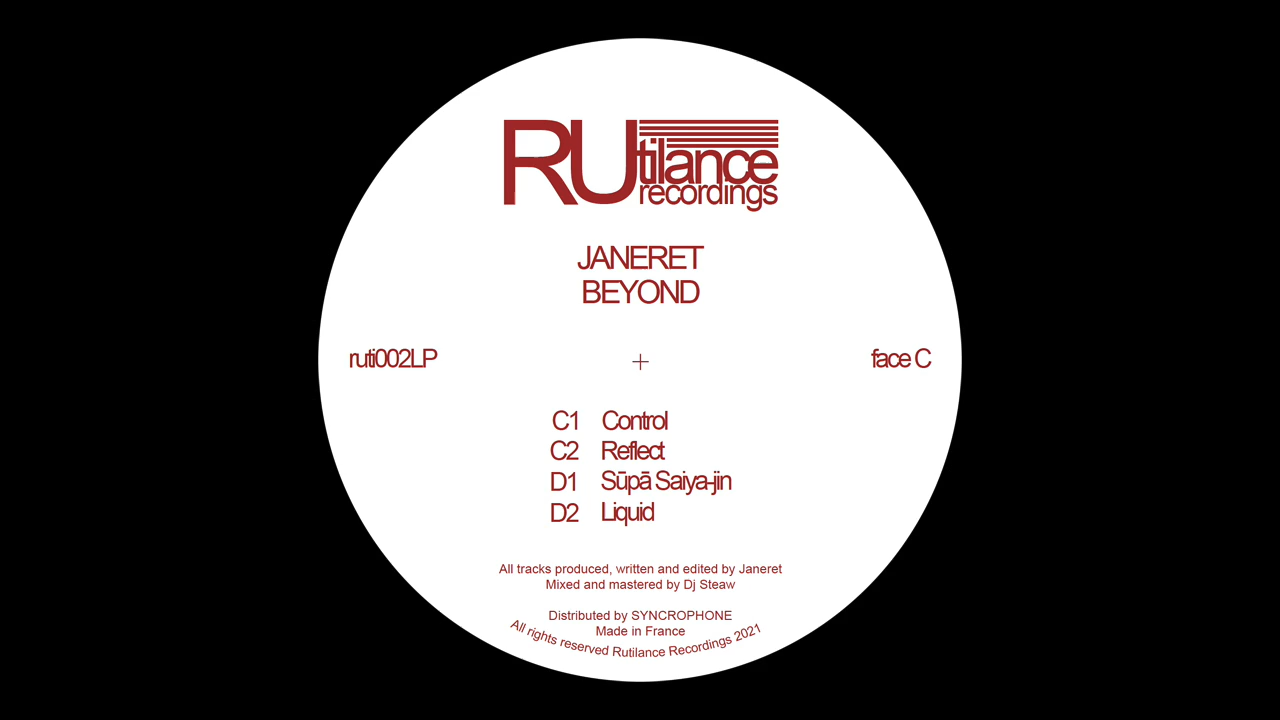 RUtilance
recordings
JANERET
BEYOND
ruti002LP
face C
C1 Control
C2 Reflect
D1 Sūpā Saiya-jin
D2 Liquid
All tracks produced, written and edited by Janeret
Mixed and mastered by Dj Steaw
Distributed by SYNCROPHONE
Made in France
All rights reserved Rutilance Recordings 2021